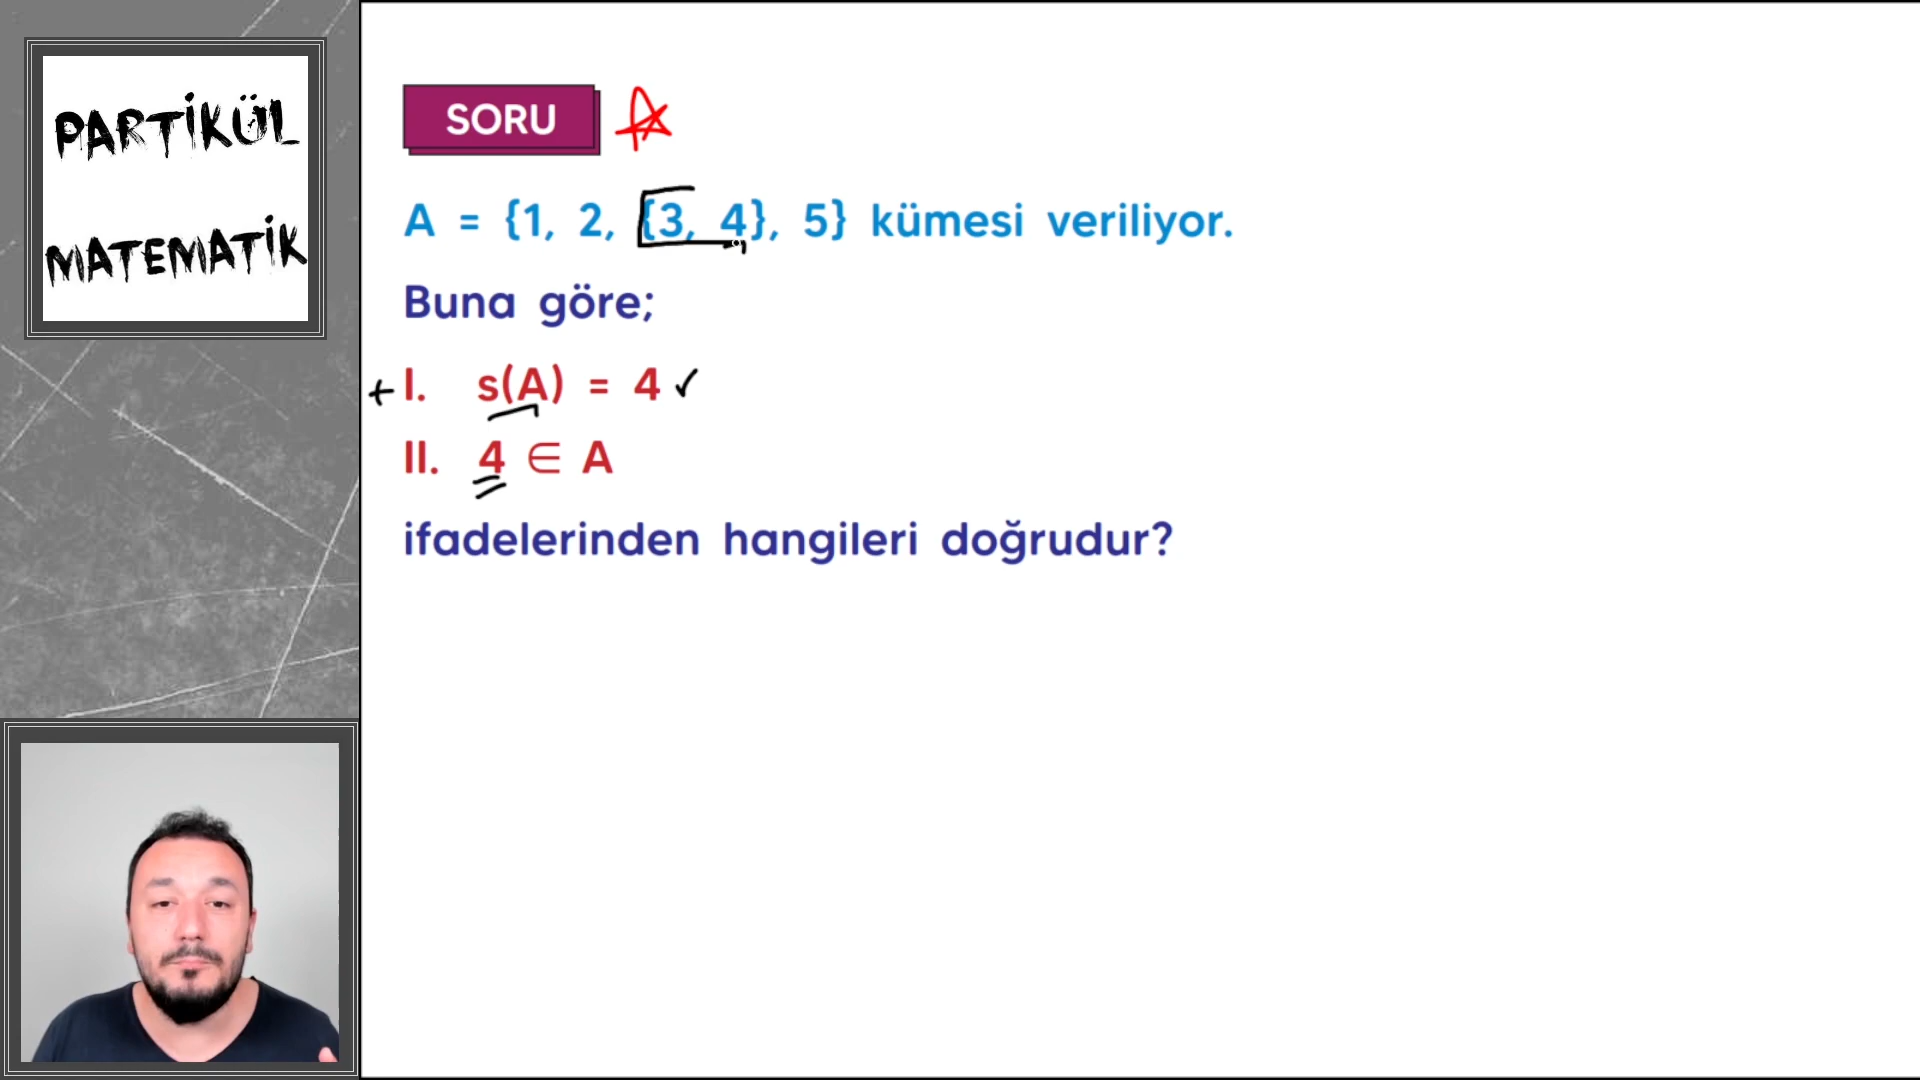 PARTİKÜL
MATEMATİK
SORU
A = {1, 2, {3, 4}, 5} kümesi veriliyor.
Buna göre;
+ I. s(A) = 4 ✓
II. 4 ∈ A
ifadelerinden hangileri doğrudur?